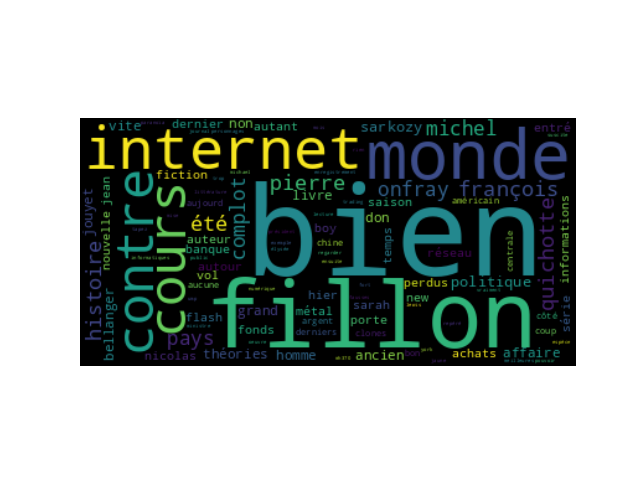 vite
dernier
non
autant
sarkozy
michel
entré
internet
monde
fiction
pierre
livre
onfray
françois
jouyet
nouvelle
jean
contre
cours
aujourd
été
complot
bien
don
saison
américain
quichotte
informations
auteur
banque
boy
chine
temps
réseau
centrale
autour
vol
aucune
public
histoire
bellanger
fillon
perdus
politique
hier
sarah
new
série
flash
grand
métal
argent
porte
côté
coup
pays
fonds
derniers
clones
nicolas
théories
homme
ancien
achats
affaire
espèce